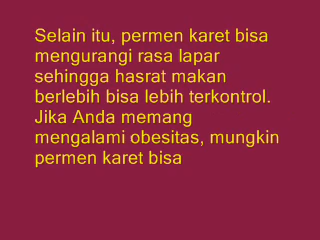 Selain itu, permen karet bisa
mengurangi rasa lapar
sehingga hasrat makan
berlebih bisa lebih terkontrol.
Jika Anda memang
mengalami obesitas, mungkin
permen karet bisa